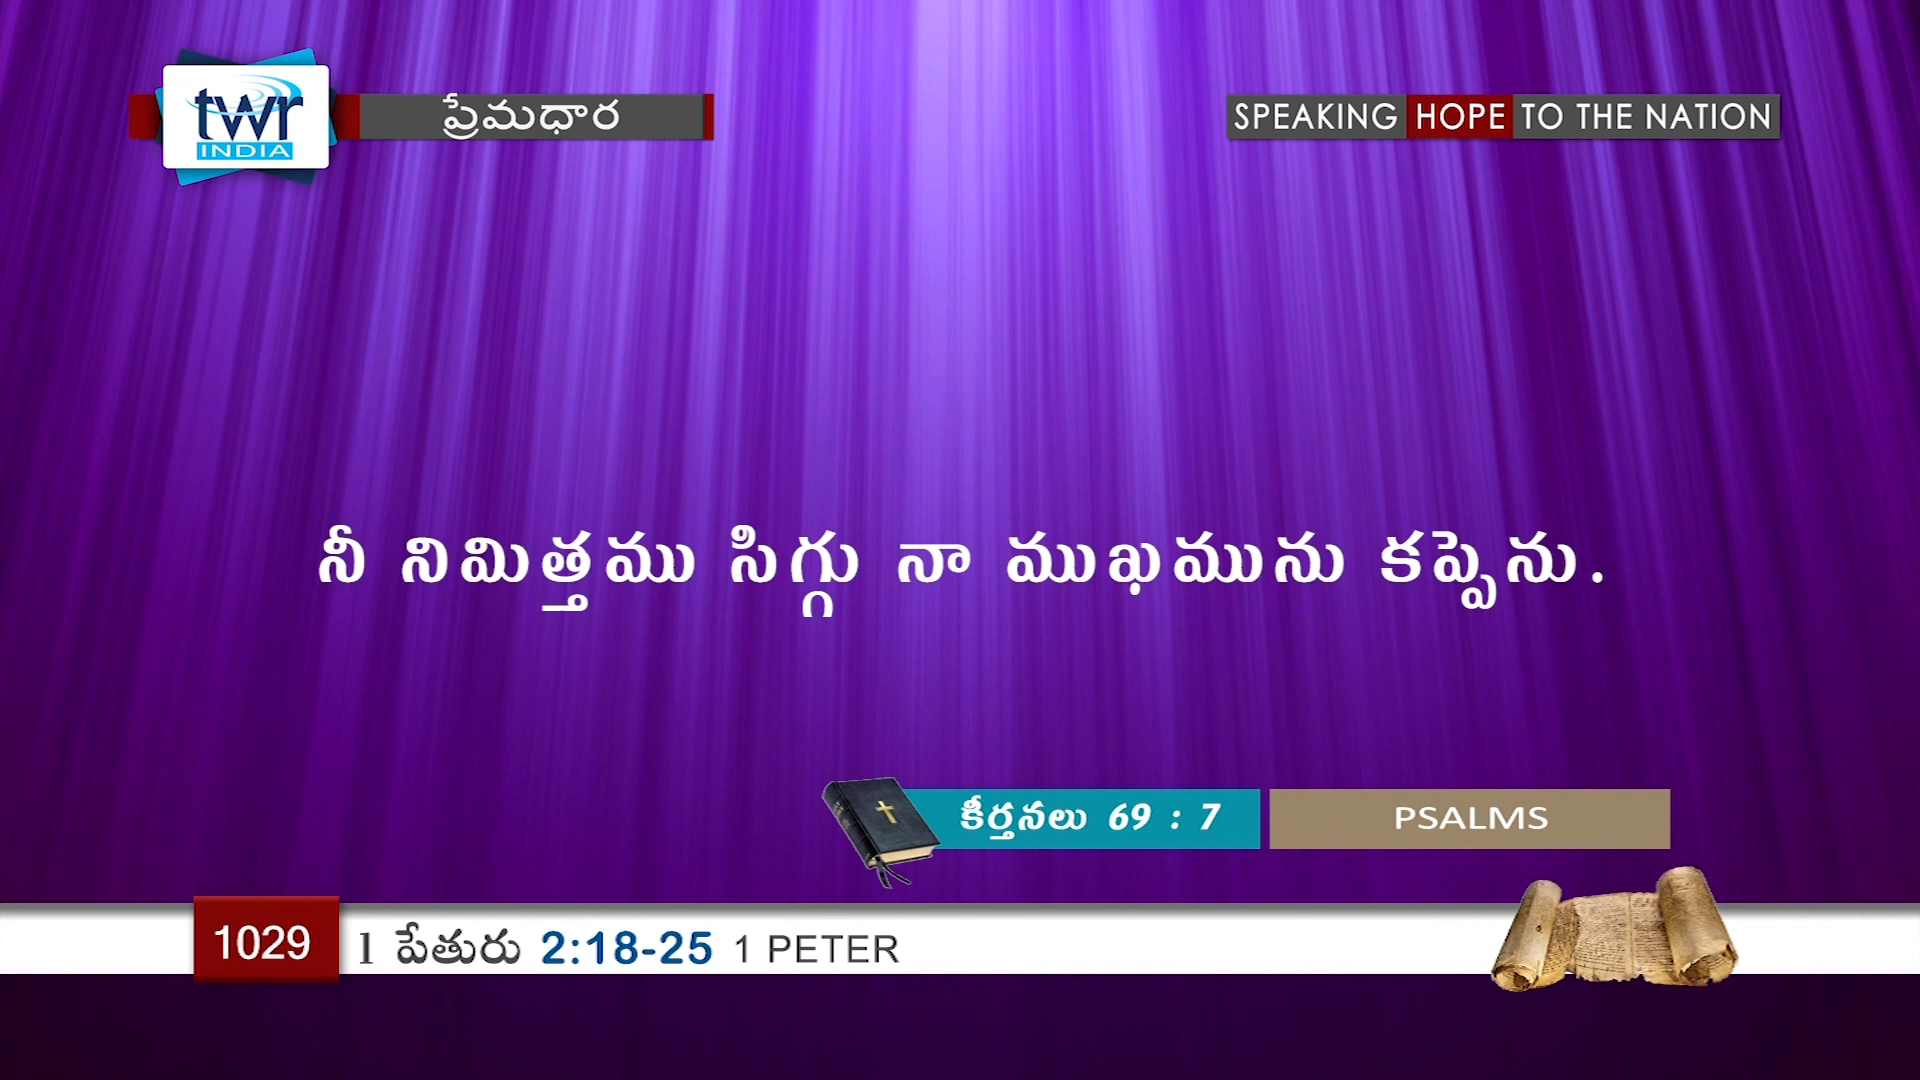 twr
INDIA
ప్రేమధార
SPEAKING HOPE TO THE NATION
నీ నిమిత్తము సిగ్గు నా ముఖమును కప్పెను.
కీర్తనలు 69 : 7
PSALMS
1029
1 పేతురు 2:18-25 1 PETER